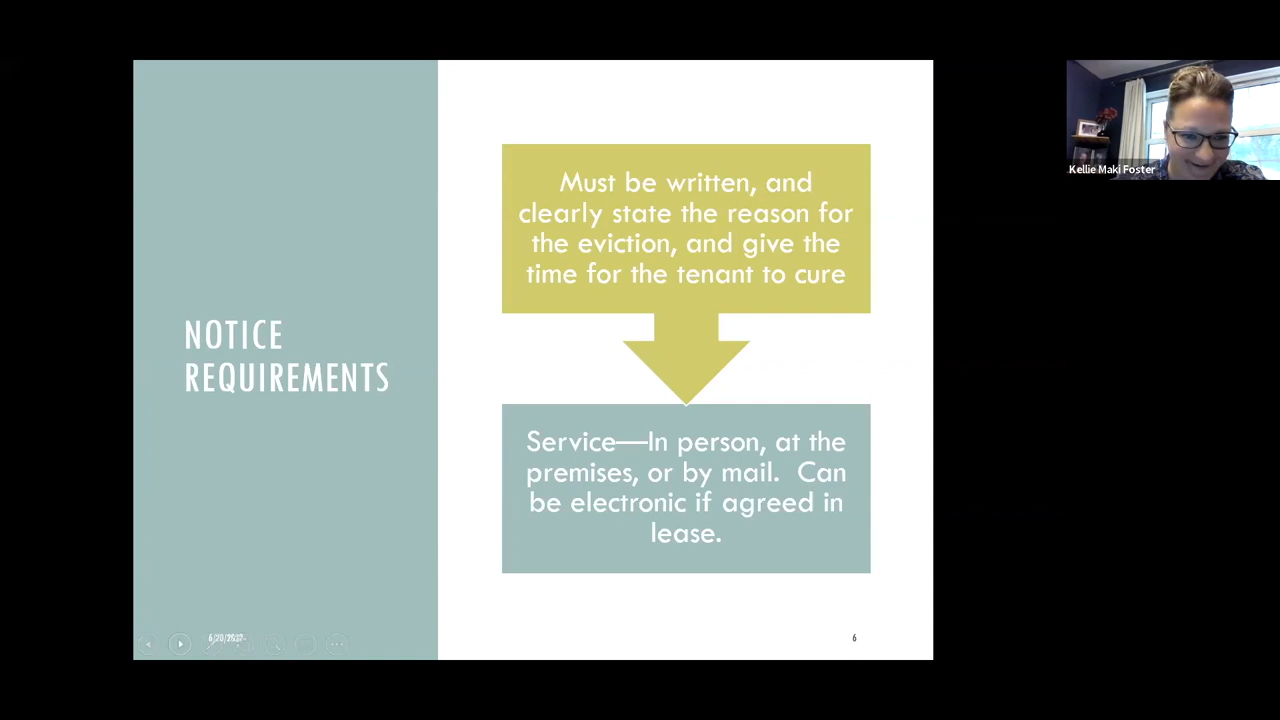 NOTICE
REQUIREMENTS
Must be written, and
clearly state the reason for
the eviction, and give the
time for the tenant to cure
Service—In person, at the
premises, or by mail.  Can
be electronic if agreed in
lease.
6
Kellie Maki Foster